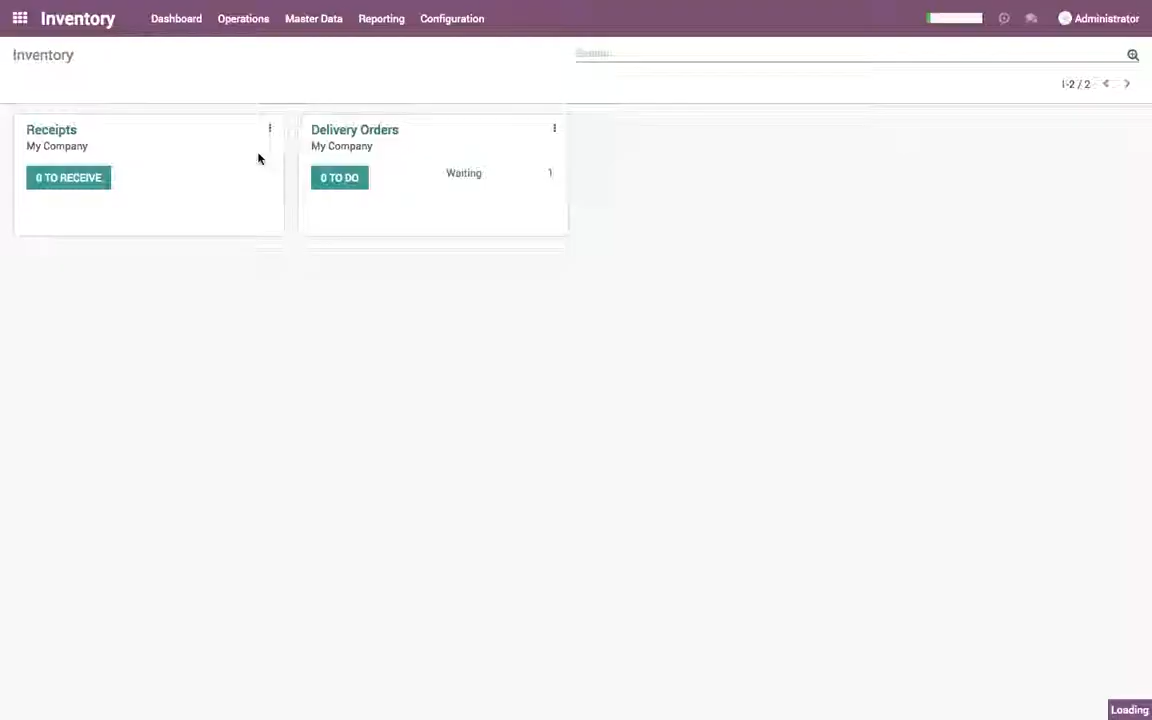 Inventory Dashboard Operations Master Data Reporting Configuration Administrator
Inventory
1-2 / 2
Receipts
My Company
0 TO RECEIVE
Delivery Orders
My Company
0 TO DO Waiting 1
Loading